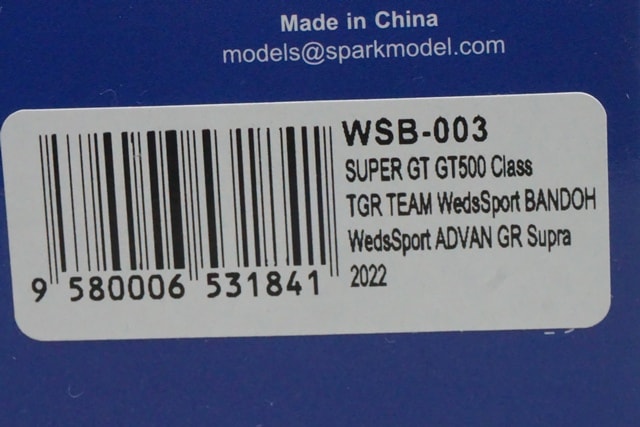 Made in China
models@sparkmodel.com
WSB-003
SUPER GT GT500 Class
TGR TEAM WedsSport BANDOH
WedsSport ADVAN GR Supra
2022
9 580006 531841